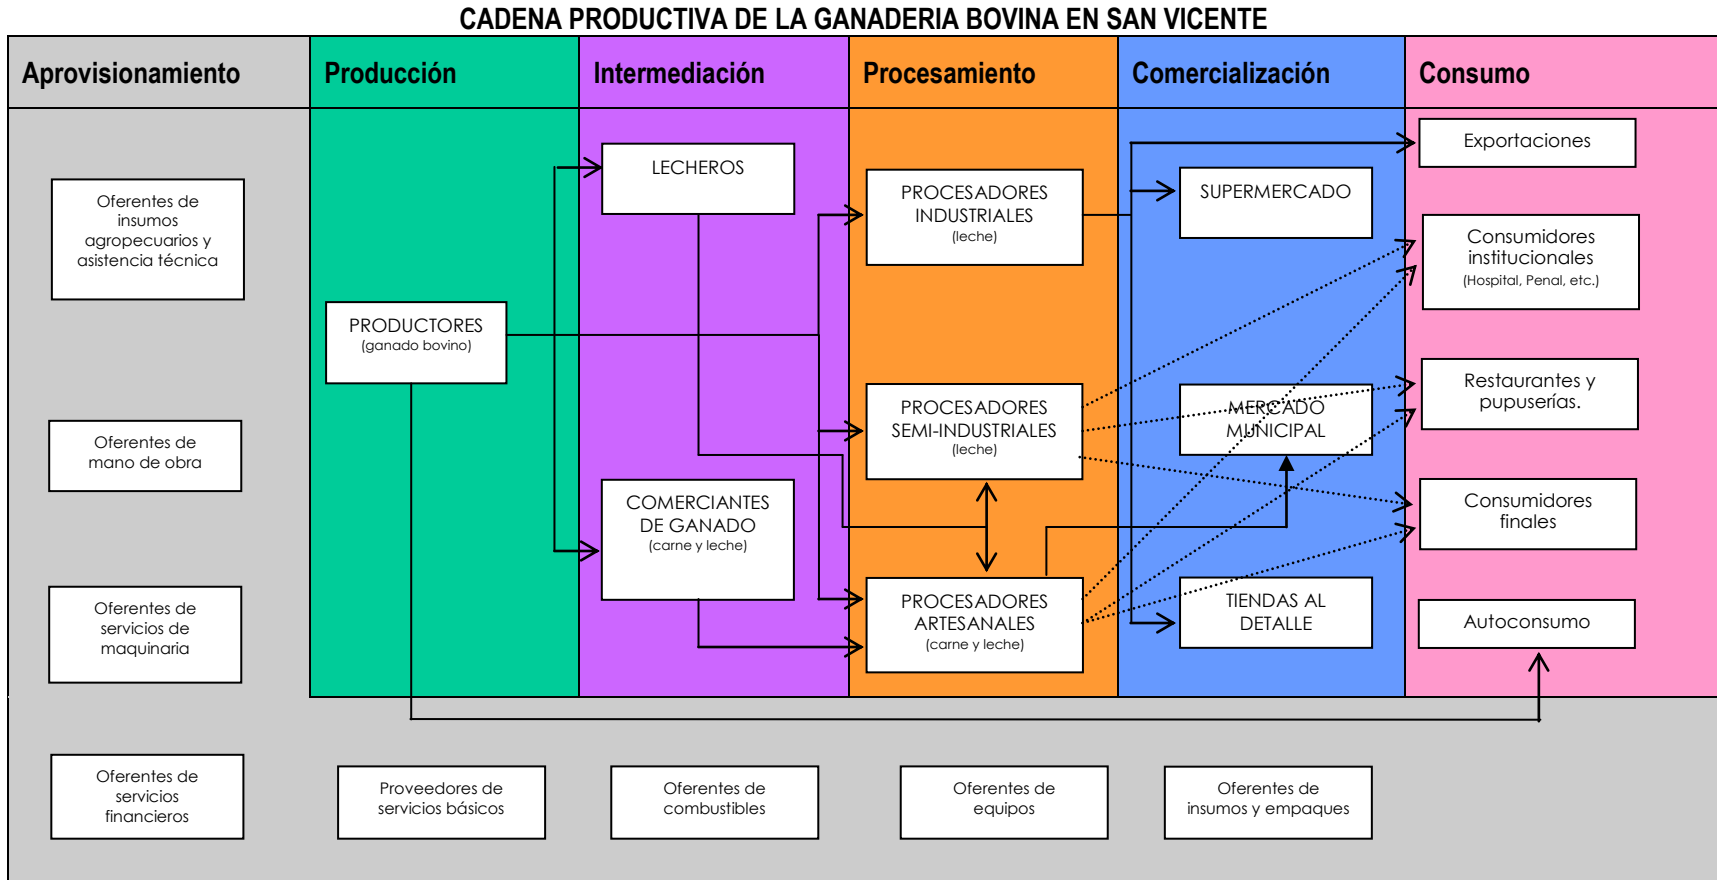 CADENA PRODUCTIVA DE LA GANADERIA BOVINA EN SAN VICENTE
Aprovisionamiento
Producción
Intermediación
Procesamiento
Comercialización
Consumo
Oferentes de
insumos
agropecuarios y
asistencia técnica
Oferentes de
mano de obra
Oferentes de
servicios de
maquinaria
PRODUCTORES
(ganado bovino)
LECHEROS
COMERCIANTES
DE GANADO
(carne y leche)
PROCESADORES
INDUSTRIALES
(leche)
PROCESADORES
SEMI-INDUSTRIALES
(leche)
PROCESADORES
ARTESANALES
(carne y leche)
SUPERMERCADO
MERCADO
MUNICIPAL
TIENDAS AL
DETALLE
Exportaciones
Consumidores
institucionales
(Hospital, Penal, etc.)
Restaurantes y
pupuserías.
Consumidores
finales
Autoconsumo
Oferentes de
servicios
financieros
Proveedores de
servicios básicos
Oferentes de
combustibles
Oferentes de
equipos
Oferentes de
insumos y empaques